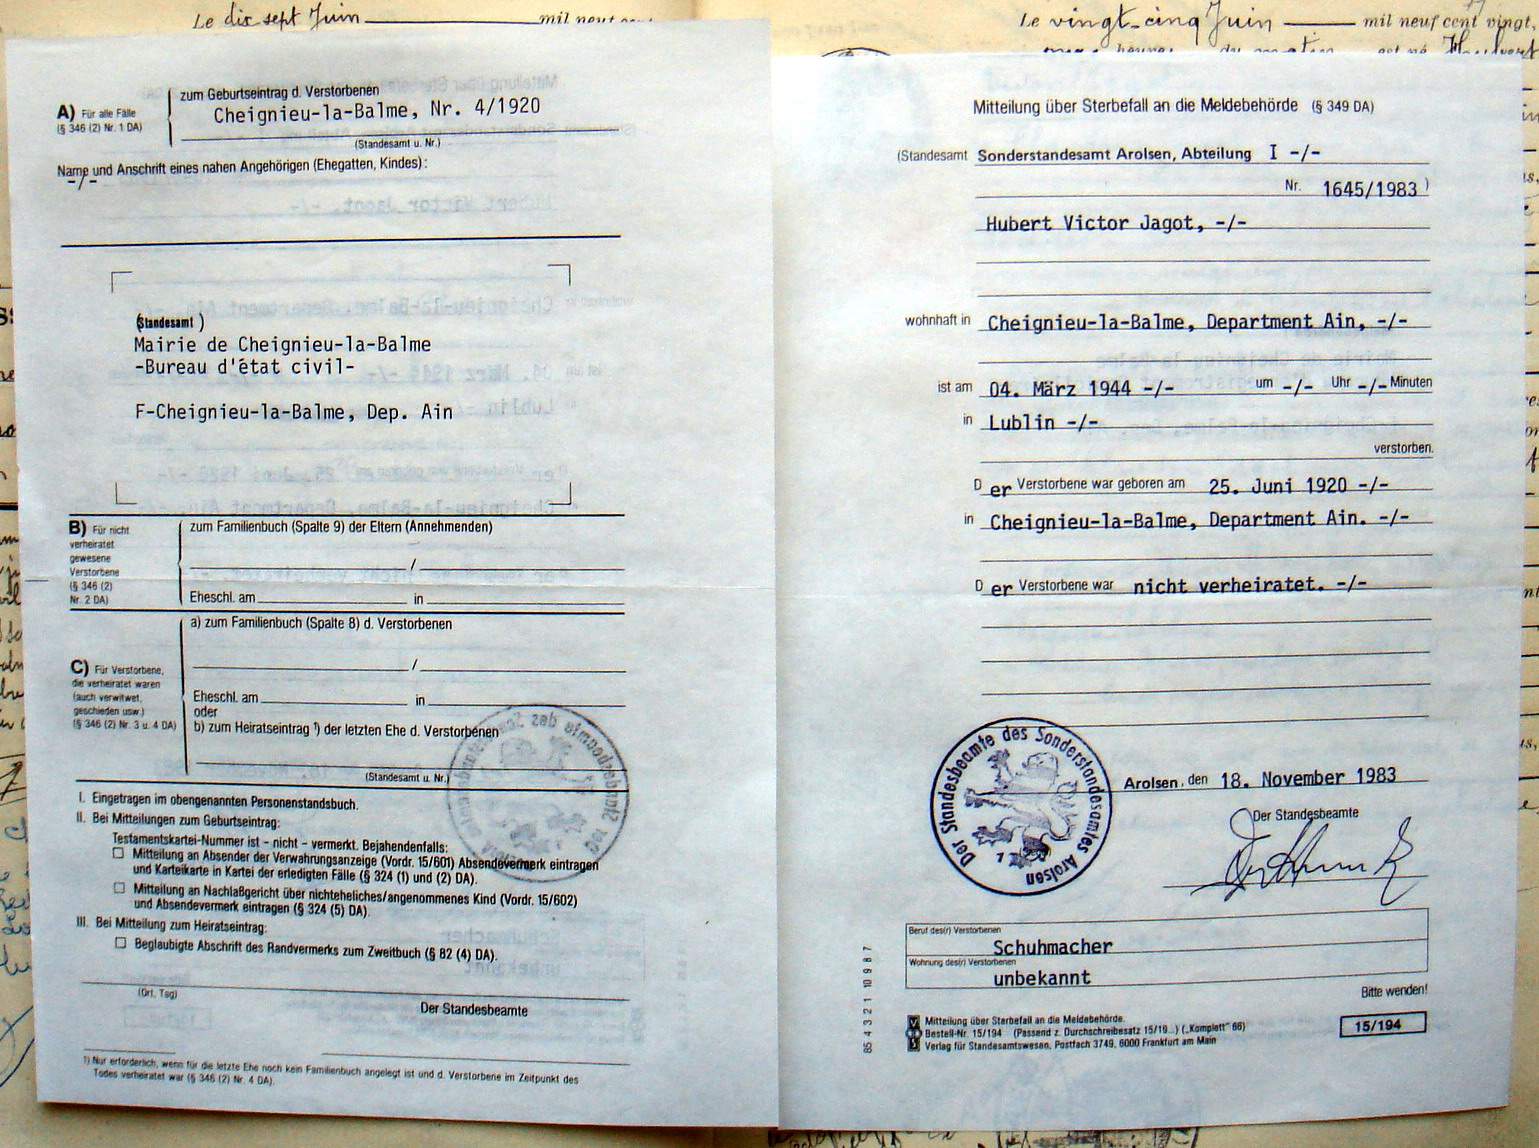 Le dix sept Juin mil neuf cent
Le vingt-cinq Juin mil neuf cent vingt,
A) Für alle Fälle
(§ 346 (2) Nr. 1 DA)
zum Geburtseintrag d. Verstorbenen
Cheignieu-la-Balme, Nr. 4/1920
(Standesamt u. Nr.)
Name und Anschrift eines nahen Angehörigen (Ehegatten, Kindes):
-/-
(Standesamt)
Mairie de Cheignieu-la-Balme
-Bureau d'état civil-
F-Cheignieu-la-Balme, Dep. Ain
B) Für nicht
verheiratet
gewesene
Verstorbene
(§ 346 (2)
Nr. 2 DA)
zum Familienbuch (Spalte 9) der Eltern (Annehmenden)
/
Eheschl. am in
C) Für Verstorbene,
die verheiratet waren
(auch verwitwet,
geschieden usw.)
(§ 346 (2) Nr. 3 u. 4 DA)
a) zum Familienbuch (Spalte 8) d. Verstorbenen
/
Eheschl. am in
oder
b) zum Heiratseintrag ¹) der letzten Ehe d. Verstorbenen
(Standesamt u. Nr.)
I. Eingetragen im obengenannten Personenstandsbuch.
II. Bei Mitteilungen zum Geburtseintrag:
Testamentskartei-Nummer ist - nicht - vermerkt. Bejahendenfalls:
☐ Mitteilung an Absender der Verwahrungsanzeige (Vordr. 15/601) Absendevermerk eintragen
und Karteikarte in Kartei der erledigten Fälle (§ 324 (1) und (2) DA).
☐ Mitteilung an Nachlaßgericht über nichteheliches/angenommenes Kind (Vordr. 15/602)
und Absendevermerk eintragen (§ 324 (5) DA).
III. Bei Mitteilung zum Heiratseintrag:
☐ Beglaubigte Abschrift des Randvermerks zum Zweitbuch (§ 82 (4) DA).
(Ort, Tag)
Der Standesbeamte
¹) Nur erforderlich, wenn für die letzte Ehe noch kein Familienbuch angelegt ist und d. Verstorbene im Zeitpunkt des
Todes verheiratet war (§ 346 (2) Nr. 4 DA).
Mitteilung über Sterbefall an die Meldebehörde (§ 349 DA)
(Standesamt Sonderstandesamt Arolsen, Abteilung I -/-
Nr. 1645/1983 )
Hubert Victor Jagot, -/-
wohnhaft in Cheignieu-la-Balme, Department Ain, -/-
ist am 04. März 1944 -/- um -/- Uhr -/- Minuten
in Lublin -/-
verstorben.
D er Verstorbene war geboren am 25. Juni 1920 -/-
in Cheignieu-la-Balme, Department Ain. -/-
D er Verstorbene war nicht verheiratet. -/-
Der Standesbeamte des Sonderstandesamtes Arolsen
Arolsen, den 18. November 1983
Der Standesbeamte
Beruf des(r) Verstorbenen
Schuhmacher
Wohnung des(r) Verstorbenen
unbekannt
Bitte wenden!
85 4 3 2 1 10 9 8 7
Mitteilung über Sterbefall an die Meldebehörde.
Bestell-Nr. 15/194 (Passend z. Durchschreibesatz 15/19...) („Komplett" 66)
Verlag für Standesamtswesen, Postfach 3749, 6000 Frankfurt am Main
15/194